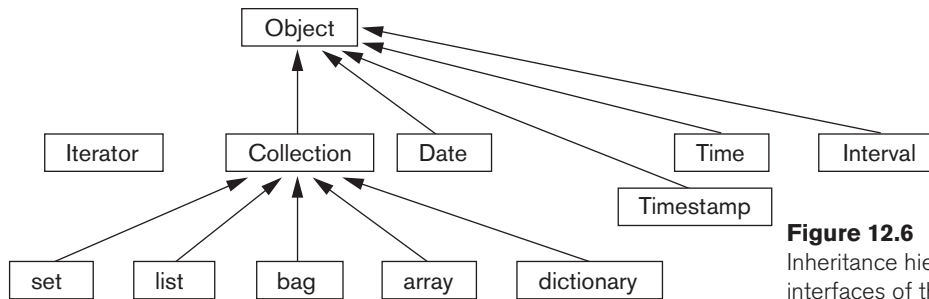 Object
Iterator
Collection
Date
Time
Interval
Timestamp
set
list
bag
array
dictionary
Figure 12.6
Inheritance hie
interfaces of th